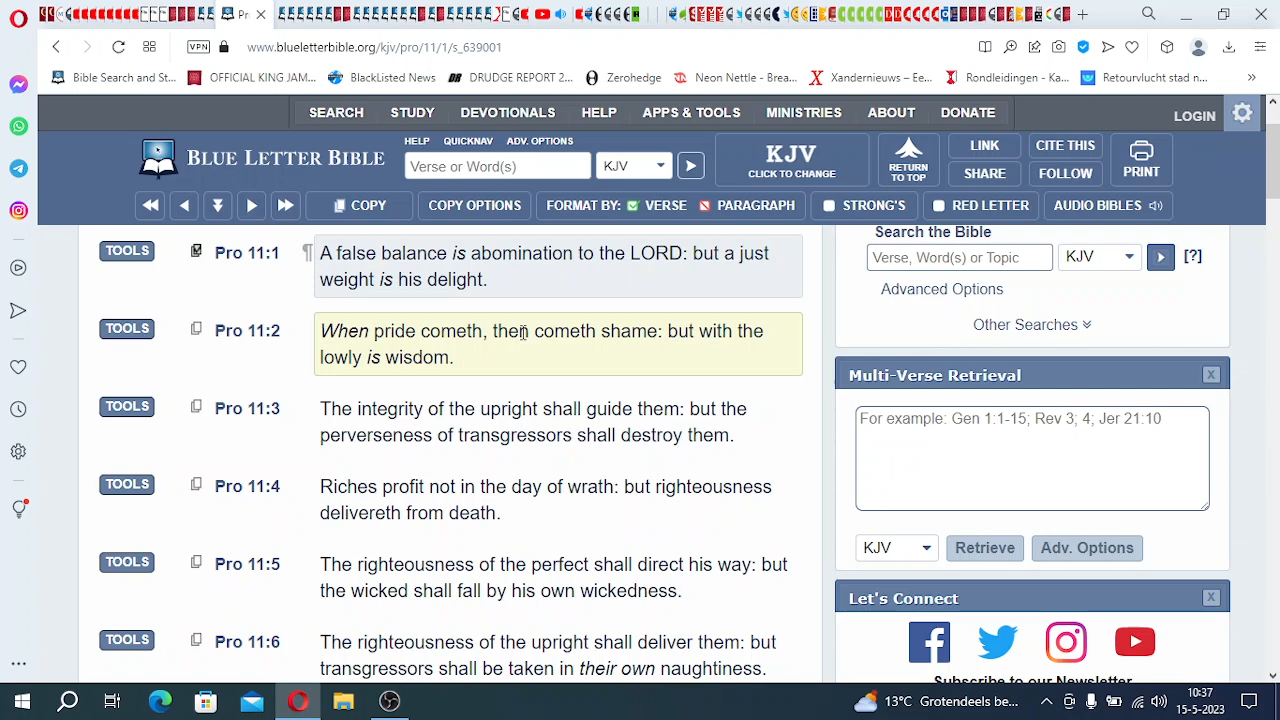 Pr
www.blueletterbible.org/kjv/pro/11/1/s_639001
VPN
Bible Search and St...
OFFICIAL KING JAM...
BlackListed News
DRUDGE REPORT 2...
Zerohedge
Neon Nettle - Brea...
Xandernieuws – Ee...
Rondleidingen - Ka...
Retourvlucht stad n...
SEARCH STUDY DEVOTIONALS HELP APPS & TOOLS MINISTRIES ABOUT DONATE
LOGIN
BLUE LETTER BIBLE
HELP QUICKNAV ADV. OPTIONS
Verse or Word(s)
KJV
KJV
CLICK TO CHANGE
RETURN
TO TOP
LINK
SHARE
CITE THIS
FOLLOW
PRINT
COPY
COPY OPTIONS
FORMAT BY: VERSE PARAGRAPH
STRONG'S
RED LETTER
AUDIO BIBLES
TOOLS Pro 11:1 ¶ A false balance is abomination to the LORD: but a just
weight is his delight.
TOOLS Pro 11:2 When pride cometh, then cometh shame: but with the
lowly is wisdom.
TOOLS Pro 11:3 The integrity of the upright shall guide them: but the
perverseness of transgressors shall destroy them.
TOOLS Pro 11:4 Riches profit not in the day of wrath: but righteousness
delivereth from death.
TOOLS Pro 11:5 The righteousness of the perfect shall direct his way: but
the wicked shall fall by his own wickedness.
TOOLS Pro 11:6 The righteousness of the upright shall deliver them: but
transgressors shall be taken in their own naughtiness.
Search the Bible
Verse, Word(s) or Topic
KJV
[?]
Advanced Options
Other Searches
Multi-Verse Retrieval
X
For example: Gen 1:1-15; Rev 3; 4; Jer 21:10
KJV
Retrieve
Adv. Options
Let's Connect
X
Subscribe to our Newsletter
13°C Grotendeels be...
10:37
15-5-2023